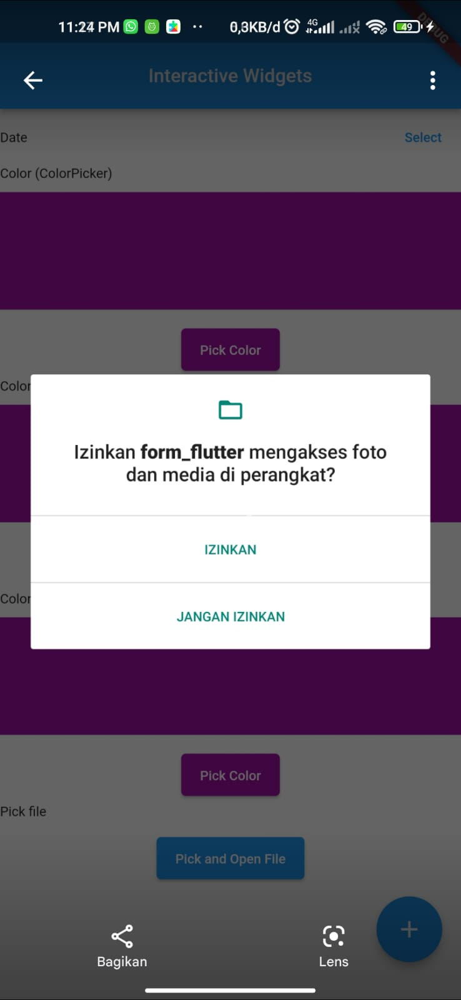 11:24 PM
0,3KB/d
4G
49
DEBUG
Interactive Widgets
Date
Select
Color (ColorPicker)
Pick Color
Color
Izinkan form_flutter mengakses foto
dan media di perangkat?
IZINKAN
Color
JANGAN IZINKAN
Pick Color
Pick file
Pick and Open File
Bagikan
Lens